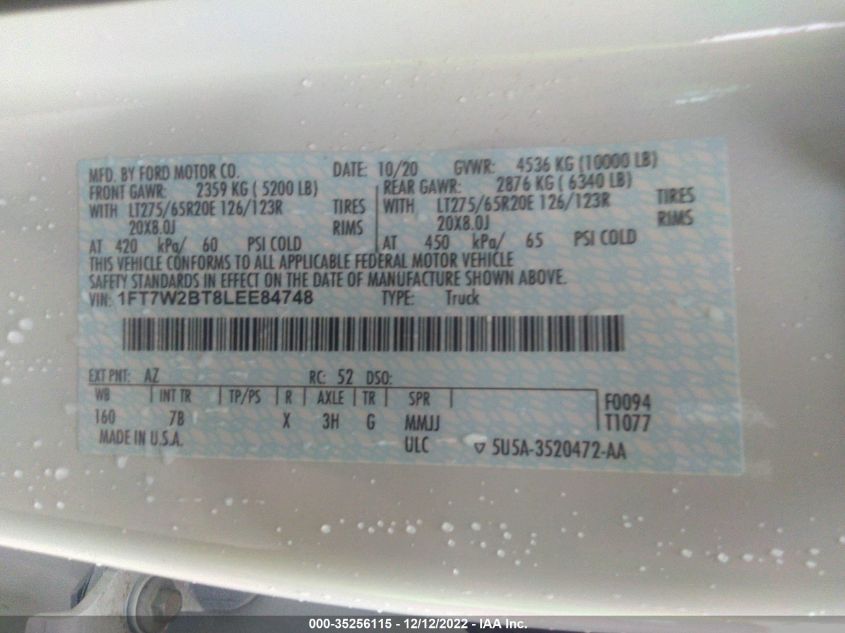 MFD. BY FORD MOTOR CO. DATE: 10/20 GVWR: 4536 KG (10000 LB)
FRONT GAWR: 2359 KG ( 5200 LB) REAR GAWR: 2876 KG ( 6340 LB)
WITH LT275/65R20E 126/123R TIRES WITH LT275/65R20E 126/123R TIRES
20X8.0J RIMS 20X8.0J RIMS
AT 420 kPa/ 60 PSI COLD AT 450 kPa/ 65 PSI COLD
THIS VEHICLE CONFORMS TO ALL APPLICABLE FEDERAL MOTOR VEHICLE
SAFETY STANDARDS IN EFFECT ON THE DATE OF MANUFACTURE SHOWN ABOVE.
VIN: 1FT7W2BT8LEE84748 TYPE: Truck
EXT PNT: AZ RC: 52 DSO:
WB INT TR TP/PS R AXLE TR SPR F0094
160 7B X 3H G MMJJ T1077
MADE IN U.S.A. ULC ▽ 5U5A-3520472-AA
000-35256115 - 12/12/2022 - IAA Inc.